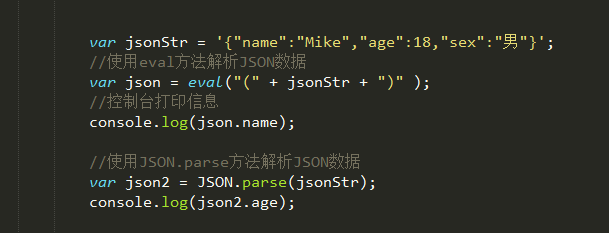 var jsonStr = '{"name":"Mike","age":18,"sex":"男"}';
//使用eval方法解析JSON数据
var json = eval("(" + jsonStr + ")" );
//控制台打印信息
console.log(json.name);
//使用JSON.parse方法解析JSON数据
var json2 = JSON.parse(jsonStr);
console.log(json2.age);